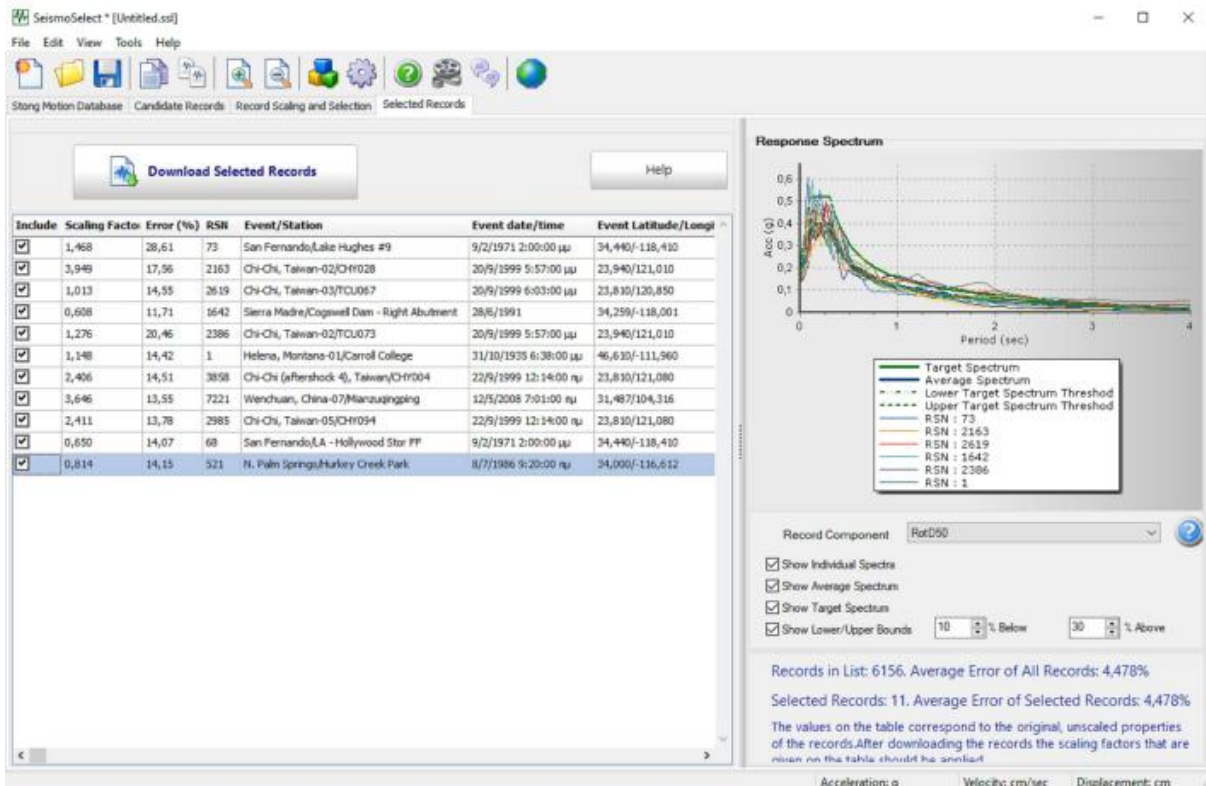 SeismoSelect * [Untitled.ssl]
File Edit View Tools Help
Stong Motion Database Candidate Records Record Scaling and Selection Selected Records
Download Selected Records
Help
Include Scaling Facto Error (%) RSN Event/Station Event date/time Event Latitude/Longi
1,468 28,61 73 San Fernando/Lake Hughes #9 9/2/1971 2:00:00 μμ 34,440/-118,410
3,949 17,56 2163 Chi-Chi, Taiwan-02/CHY028 20/9/1999 5:57:00 μμ 23,940/121,010
1,013 14,55 2619 Chi-Chi, Taiwan-03/TCU067 20/9/1999 6:03:00 μμ 23,810/120,850
0,608 11,71 1642 Sierra Madre/Cogswell Dam - Right Abutment 28/6/1991 34,259/-118,001
1,276 20,46 2386 Chi-Chi, Taiwan-02/TCU073 20/9/1999 5:57:00 μμ 23,940/121,010
1,148 14,42 1 Helena, Montana-01/Carroll College 31/10/1935 6:38:00 μμ 46,610/-111,960
2,406 14,51 3858 Chi-Chi (aftershock 4), Taiwan/CHY004 22/9/1999 12:14:00 πμ 23,810/121,080
3,646 13,55 7221 Wenchuan, China-07/Mianzuqingping 12/5/2008 7:01:00 πμ 31,487/104,316
2,411 13,78 2985 Chi-Chi, Taiwan-05/CHY094 22/9/1999 12:14:00 πμ 23,810/121,080
0,650 14,07 68 San Fernando/LA - Hollywood Stor FF 9/2/1971 2:00:00 μμ 34,440/-118,410
0,814 14,15 521 N. Palm Springs/Hurkey Creek Park 8/7/1986 9:20:00 πμ 34,000/-116,612
Response Spectrum
Acc (g)
0,6
0,5
0,4
0,3
0,2
0,1
0
0 1 2 3 4
Period (sec)
Target Spectrum
Average Spectrum
Lower Target Spectrum Threshod
Upper Target Spectrum Threshod
RSN : 73
RSN : 2163
RSN : 2619
RSN : 1642
RSN : 2386
RSN : 1
Record Component RotD50
Show Individual Spectra
Show Average Spectrum
Show Target Spectrum
Show Lower/Upper Bounds 10 % Below 30 % Above
Records in List: 6156. Average Error of All Records: 4,478%
Selected Records: 11. Average Error of Selected Records: 4,478%
The values on the table correspond to the original, unscaled properties
of the records.After downloading the records the scaling factors that are
given on the table should be applied
Acceleration: g Velocity: cm/sec Displacement: cm